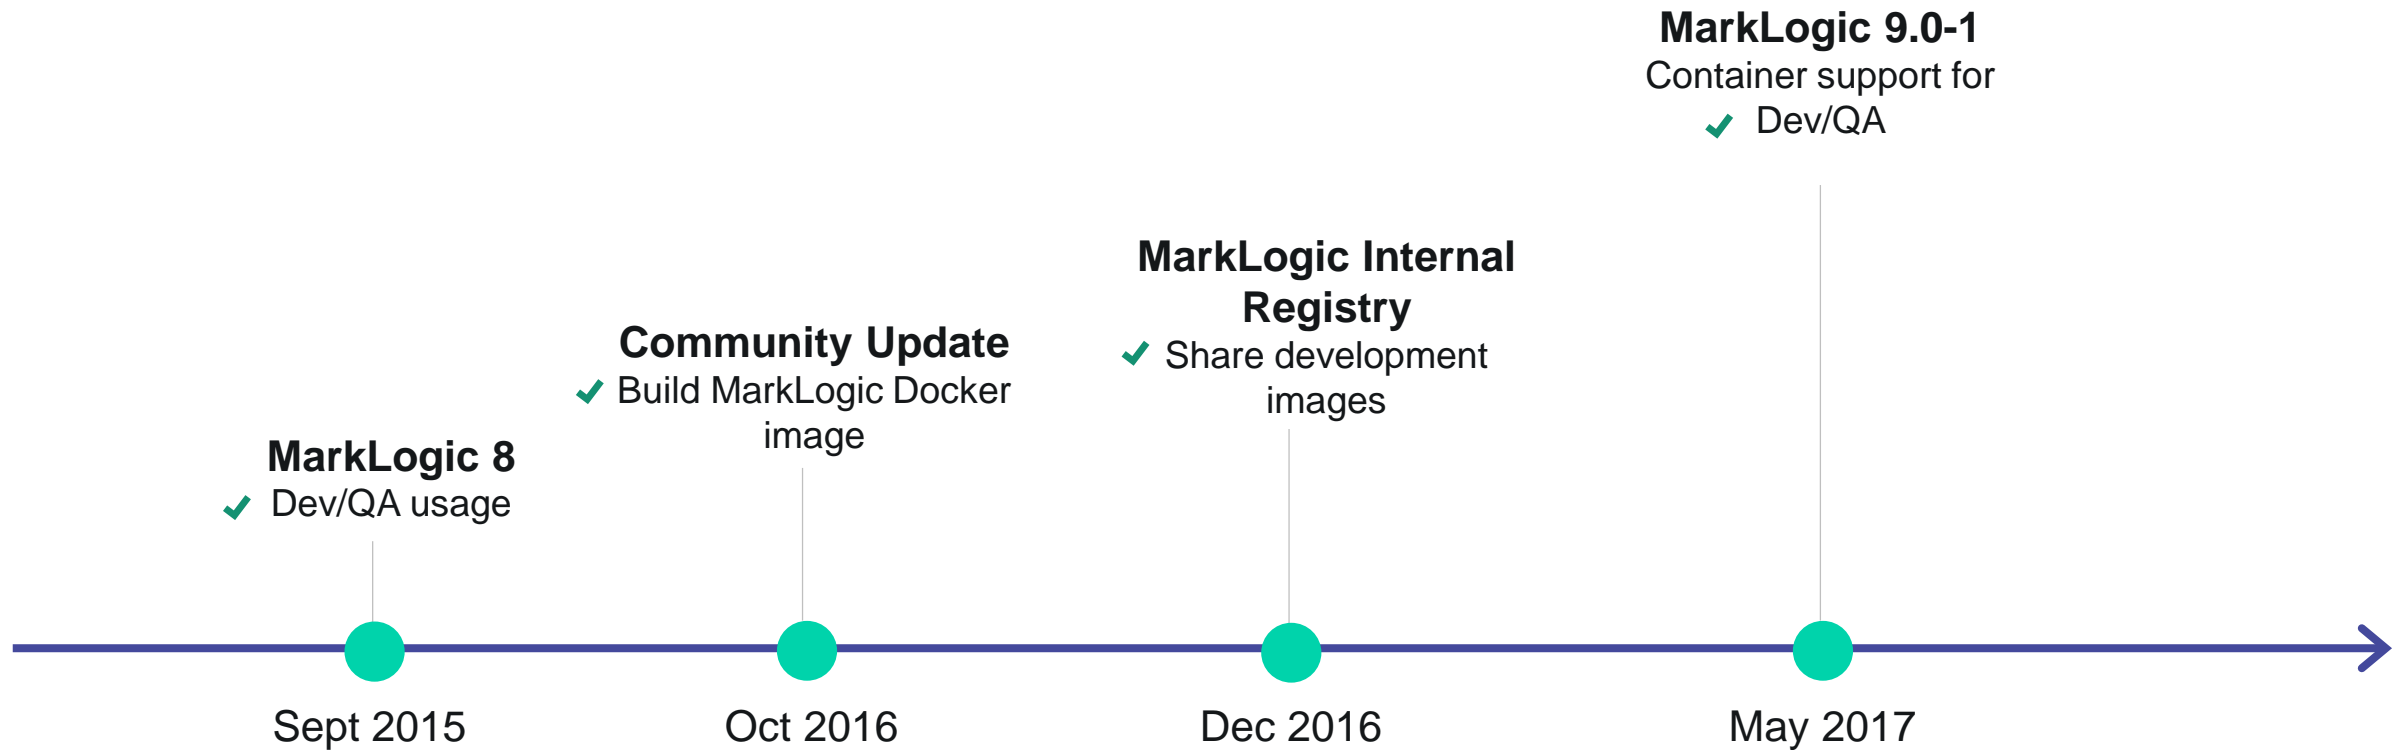 MarkLogic 8
Dev/QA usage
Sept 2015
Community Update
Build MarkLogic Docker
image
Oct 2016
MarkLogic Internal
Registry
Share development
images
Dec 2016
MarkLogic 9.0-1
Container support for
Dev/QA
May 2017